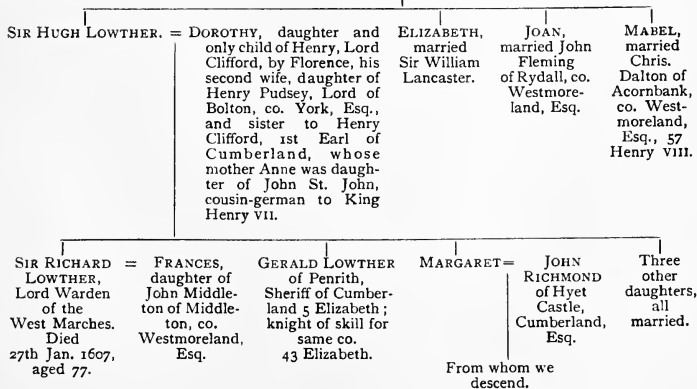 SIR HUGH LOWTHER. =
DOROTHY, daughter and
only child of Henry, Lord
Clifford, by Florence, his
second wife, daughter of
Henry Pudsey, Lord of
Bolton, co. York, Esq.,
and sister to Henry
Clifford, 1st Earl of
Cumberland, whose
mother Anne was daugh-
ter of John St. John,
cousin-german to King
Henry VII.
ELIZABETH,
married
Sir William
Lancaster.
JOAN,
married John
Fleming
of Rydall, co.
Westmore-
land, Esq.
MABEL,
married
Chris.
Dalton of
Acornbank,
co. West-
moreland,
Esq., 57
Henry VIII.
SIR RICHARD =
LOWTHER,
Lord Warden
of the
West Marches.
Died
27th Jan. 1607,
aged 77.
FRANCES,
daughter of
John Middle-
ton of Middle-
ton, co.
Westmoreland,
Esq.
GERALD LOWTHER
of Penrith,
Sheriff of Cumber-
land 5 Elizabeth;
knight of skill for
same co.
43 Elizabeth.
MARGARET=
JOHN
RICHMOND
of Hyet
Castle,
Cumberland,
Esq.
Three
other
daughters,
all
married.
From whom we
descend.